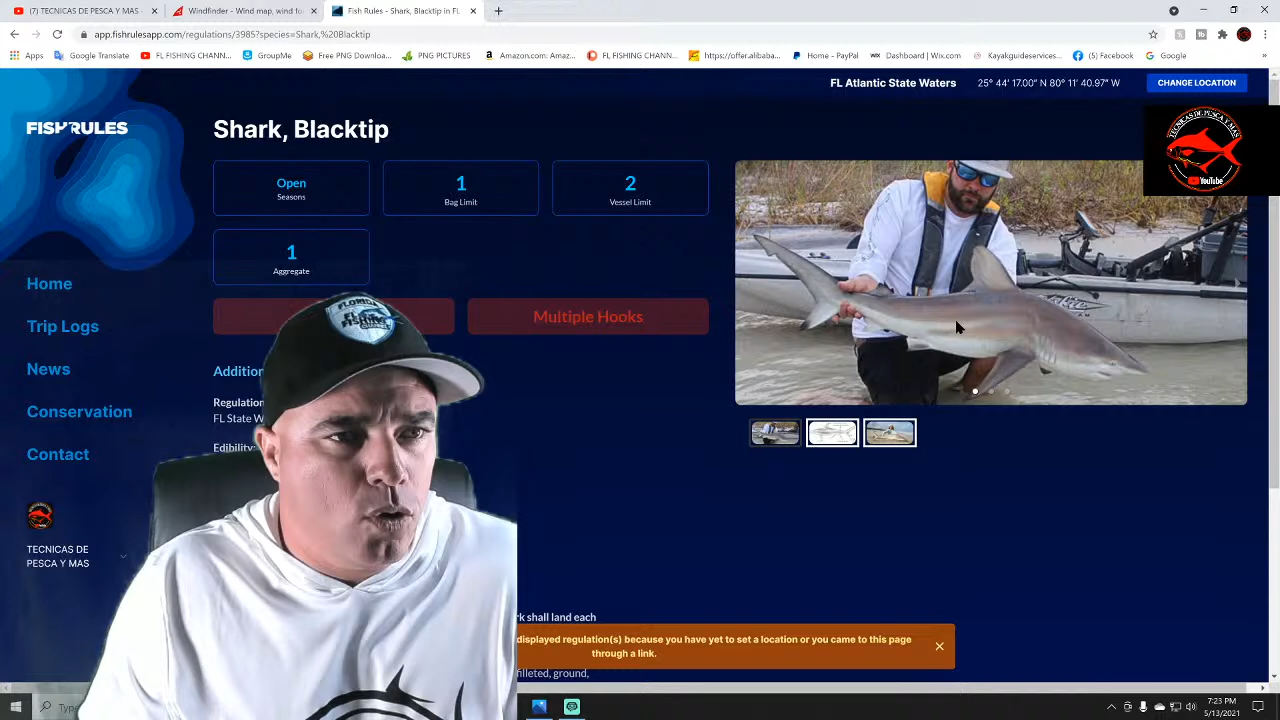 (7) TECNICAS DE PESCA Y MAS
Windfinder - wind map, wind fo
Fish Rules - Shark, Blacktip in FL
app.fishrulesapp.com/regulations/3985?species=Shark,%20Blacktip
Apps
GoogleMaps
Translate
FL FISHING CHANN...
GroupBee
Free PNG Downloa...
PNG PICTURES
Amazon.com: Amaz...
FL FISHING CHANN...
https://offer.alibaba...
Home - PayPal
WiX
Dashboard | Wix.com
Kayakguideservices...
(5) Facebook
Google
FL Atlantic State Waters
25° 44' 17.00" N 80° 11' 40.97" W
CHANGE LOCATION
FISHRULES
Shark, Blacktip
TECNICAS DE PESCA Y MAS
YouTube
Open
Seasons
1
Bag Limit
2
Vessel Limit
1
Aggregate
Multiple Hooks
Home
Trip Logs
News
Conservation
Contact
TECNICAS DE
PESCA Y MAS
Addition
Regulation
FL State W
Edibility:
FLORIDA
FISHING
CHANNEL
rk shall land each
displayed regulation(s) because you have yet to set a location or you came to this page
through a link.
filleted, ground,
Type
7:23 PM
5/13/2021